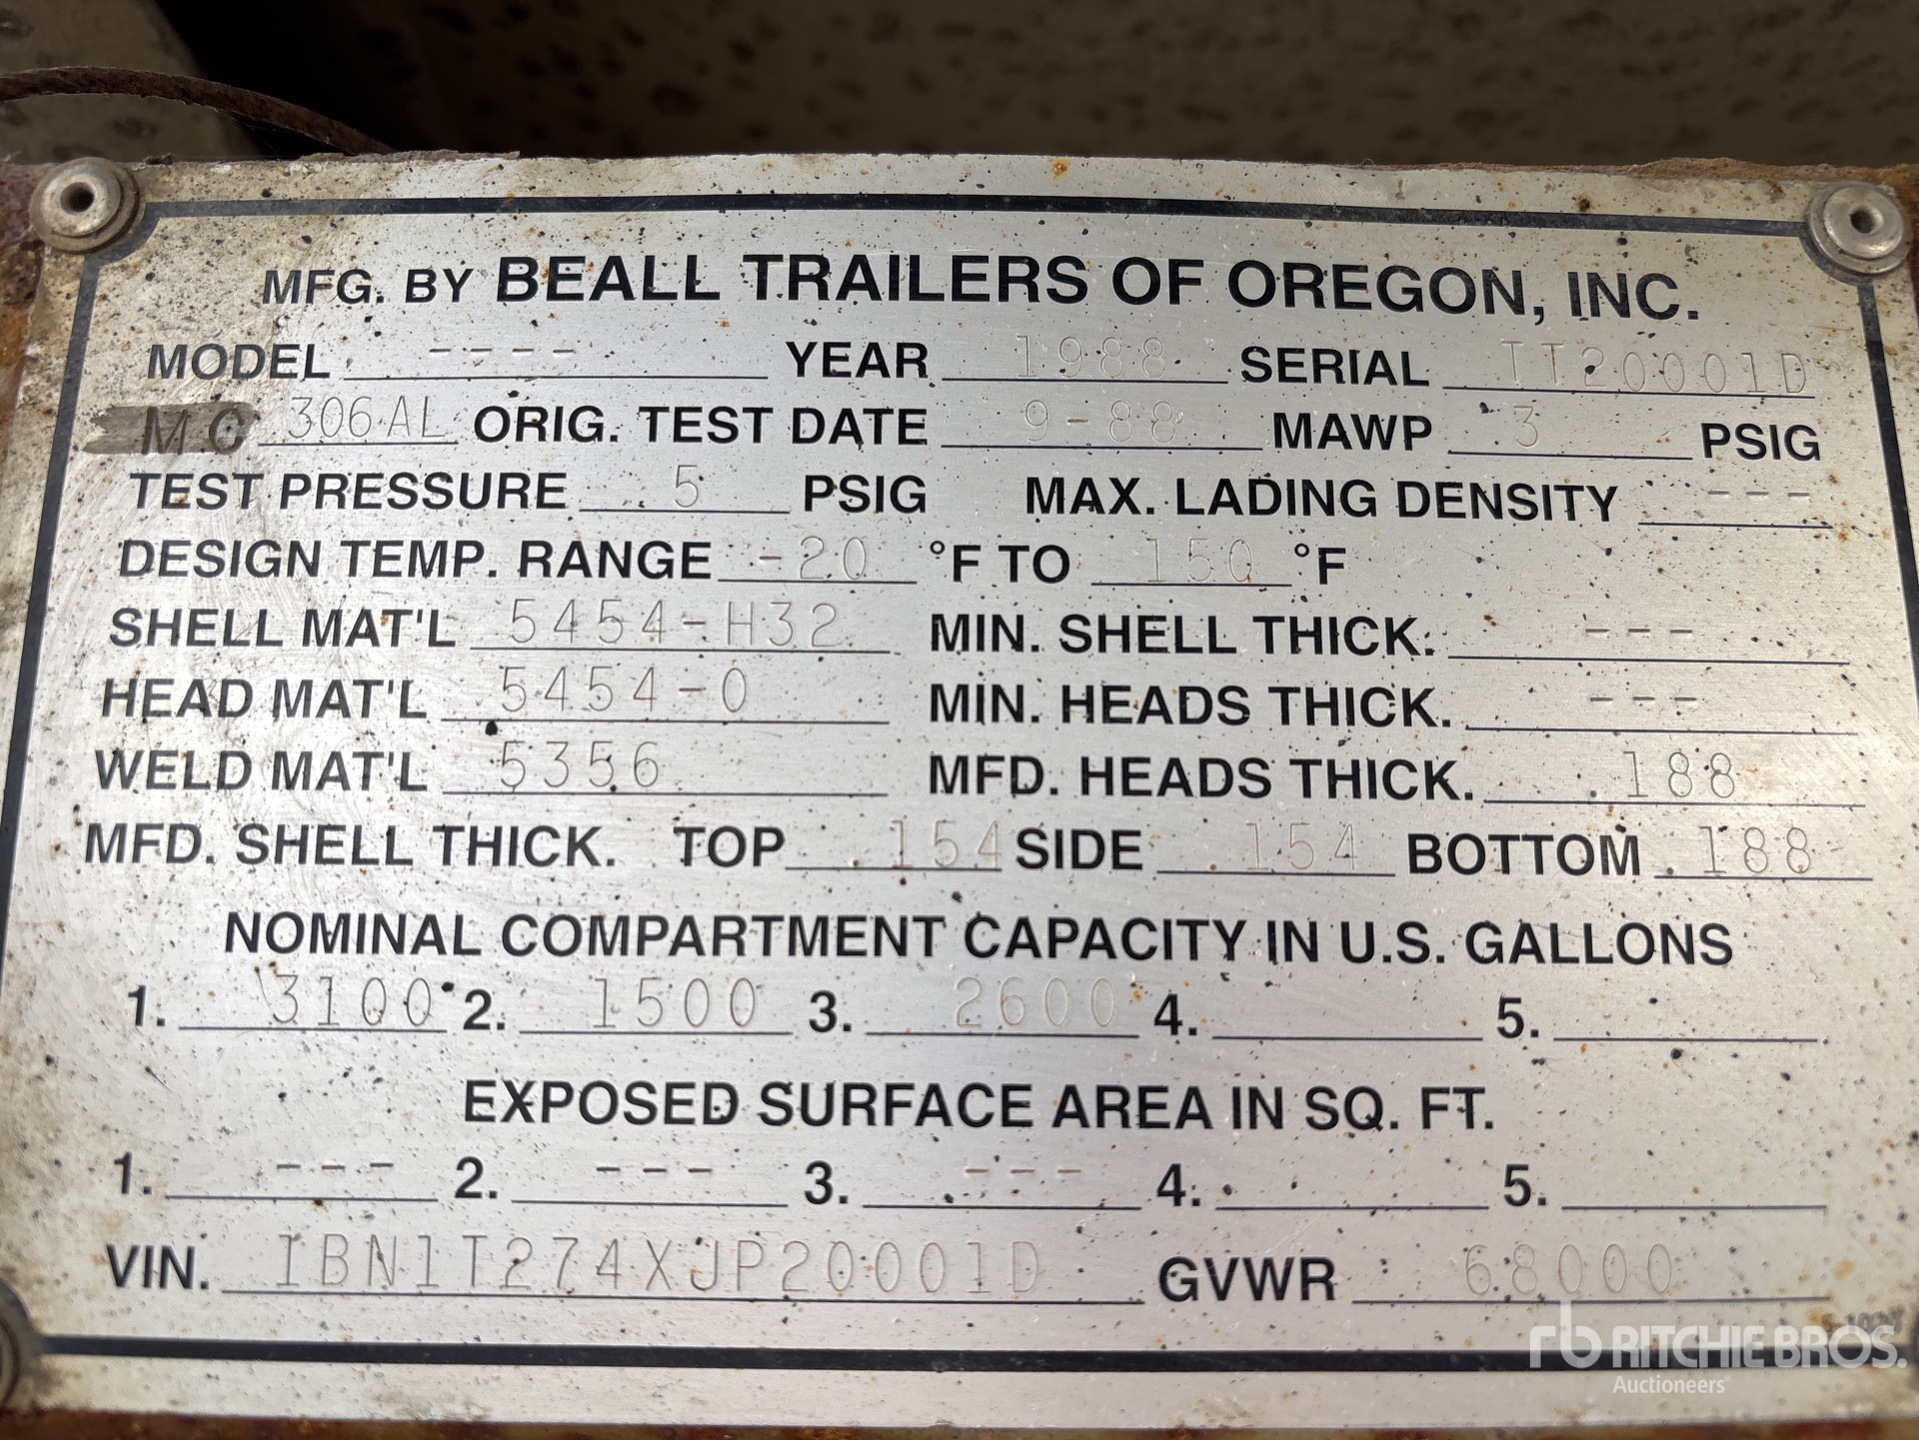 MFG. BY BEALL TRAILERS OF OREGON, INC.
MODEL ---- YEAR 1988 SERIAL TT20001D
MC 306AL ORIG. TEST DATE 9-88 MAWP 3 PSIG
TEST PRESSURE 5 PSIG MAX. LADING DENSITY ---
DESIGN TEMP. RANGE -20 °F TO 150 °F
SHELL MAT'L 5454-H32 MIN. SHELL THICK. ---
HEAD MAT'L 5454-0 MIN. HEADS THICK. ---
WELD MAT'L 5356 MFD. HEADS THICK. .188
MFD. SHELL THICK. TOP .154 SIDE .154 BOTTOM .188
NOMINAL COMPARTMENT CAPACITY IN U.S. GALLONS
1. 3100 2. 1500 3. 2600 4. 5.
EXPOSED SURFACE AREA IN SQ. FT.
1. --- 2. --- 3. --- 4. 5.
VIN. 1BN1T274XJP20001D GVWR 68000
rb RITCHIE BROS.
Auctioneers